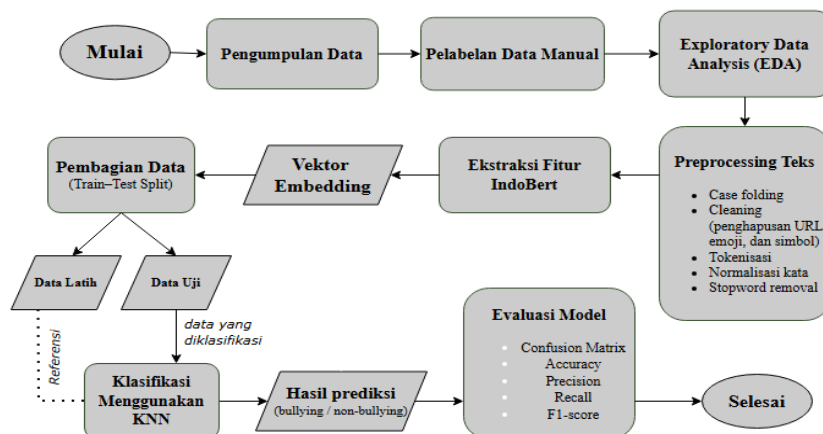 Mulai
Pengumpulan Data
Pelabelan Data Manual
Exploratory Data
Analysis (EDA)
Preprocessing Teks
• Case folding
• Cleaning
(penghapusan URL,
emoji, dan simbol)
• Tokenisasi
• Normalisasi kata
• Stopword removal
Ekstraksi Fitur
IndoBert
Vektor
Embedding
Pembagian Data
(Train–Test Split)
Data Latih
Data Uji
Referensi
data yang
diklasifikasi
Klasifikasi
Menggunakan
KNN
Hasil prediksi
(bullying / non-bullying)
Evaluasi Model
• Confusion Matrix
• Accuracy
• Precision
• Recall
• F1-score
Selesai